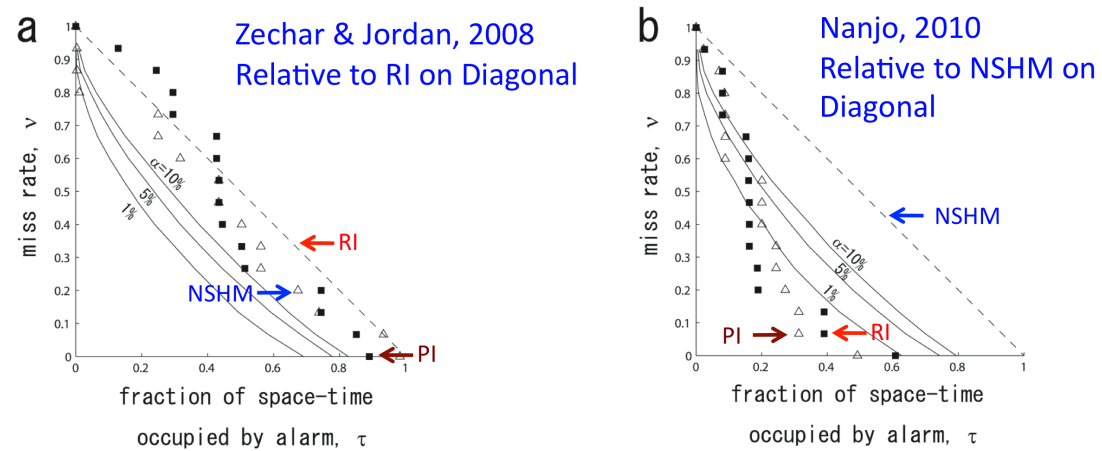 a
Zechar & Jordan, 2008
Relative to RI on Diagonal
miss rate, ν
1
0.9
0.8
0.7
0.6
0.5
0.4
0.3
0.2
0.1
0
α=10%
5%
1%
RI
NSHM
PI
0
0.2
0.4
0.6
0.8
1
fraction of space-time
occupied by alarm, τ
b
Nanjo, 2010
Relative to NSHM on
Diagonal
miss rate, ν
1
0.9
0.8
0.7
0.6
0.5
0.4
0.3
0.2
0.1
0
NSHM
α=10%
5%
1%
PI
RI
0
0.2
0.4
0.6
0.8
1
fraction of space-time
occupied by alarm, τ